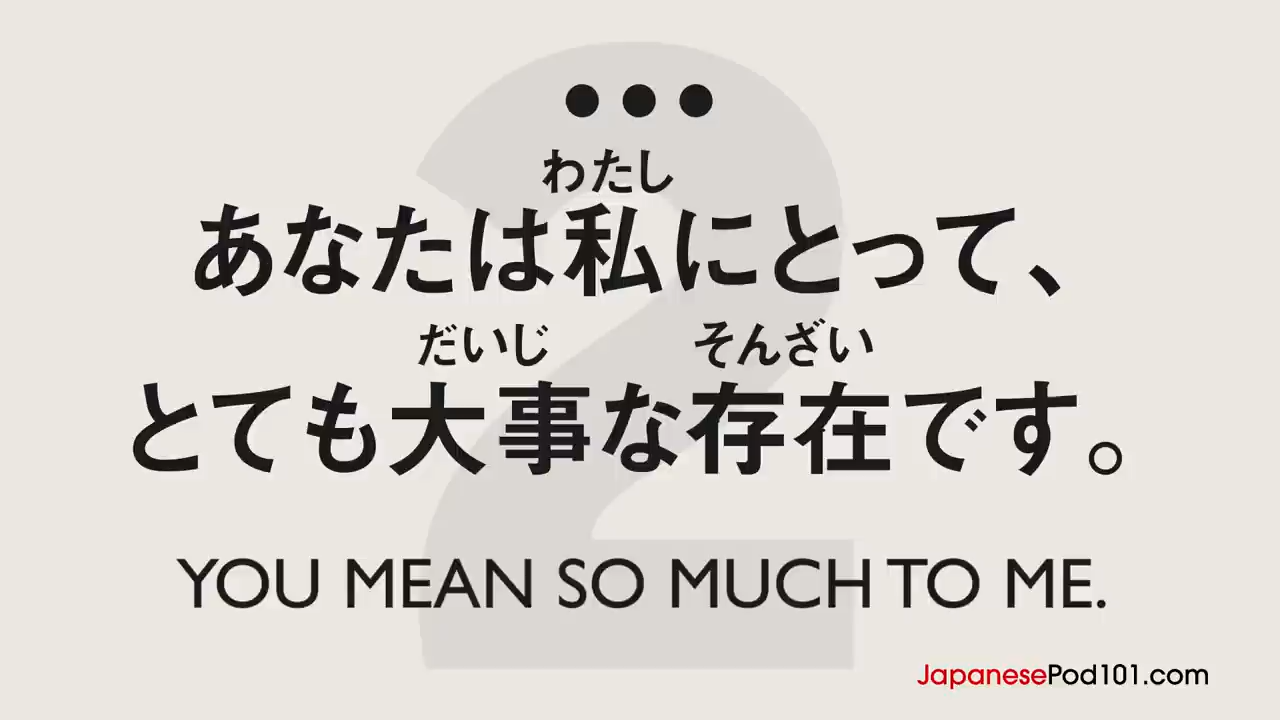 2
●●●
わたし
あなたは私にとって、
だいじ そんざい
とても大事な存在です。
YOU MEAN SO MUCH TO ME.
JapanesePod101.com